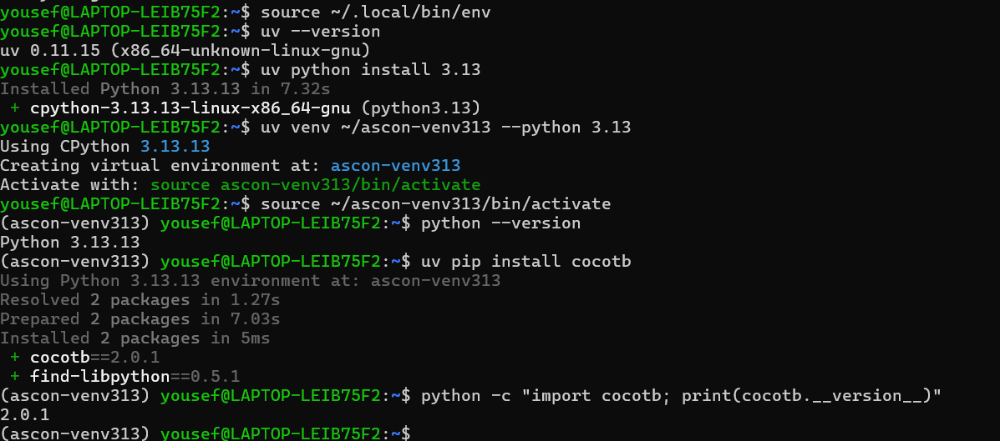 yousef@LAPTOP-LEIB75F2:~$ source ~/.local/bin/env
yousef@LAPTOP-LEIB75F2:~$ uv --version
uv 0.11.15 (x86_64-unknown-linux-gnu)
yousef@LAPTOP-LEIB75F2:~$ uv python install 3.13
Installed Python 3.13.13 in 7.32s
 + cpython-3.13.13-linux-x86_64-gnu (python3.13)
yousef@LAPTOP-LEIB75F2:~$ uv venv ~/ascon-venv313 --python 3.13
Using CPython 3.13.13
Creating virtual environment at: ascon-venv313
Activate with: source ascon-venv313/bin/activate
yousef@LAPTOP-LEIB75F2:~$ source ~/ascon-venv313/bin/activate
(ascon-venv313) yousef@LAPTOP-LEIB75F2:~$ python --version
Python 3.13.13
(ascon-venv313) yousef@LAPTOP-LEIB75F2:~$ uv pip install cocotb
Using Python 3.13.13 environment at: ascon-venv313
Resolved 2 packages in 1.27s
Prepared 2 packages in 7.03s
Installed 2 packages in 5ms
 + cocotb==2.0.1
 + find-libpython==0.5.1
(ascon-venv313) yousef@LAPTOP-LEIB75F2:~$ python -c "import cocotb; print(cocotb.__version__)"
2.0.1
(ascon-venv313) yousef@LAPTOP-LEIB75F2:~$